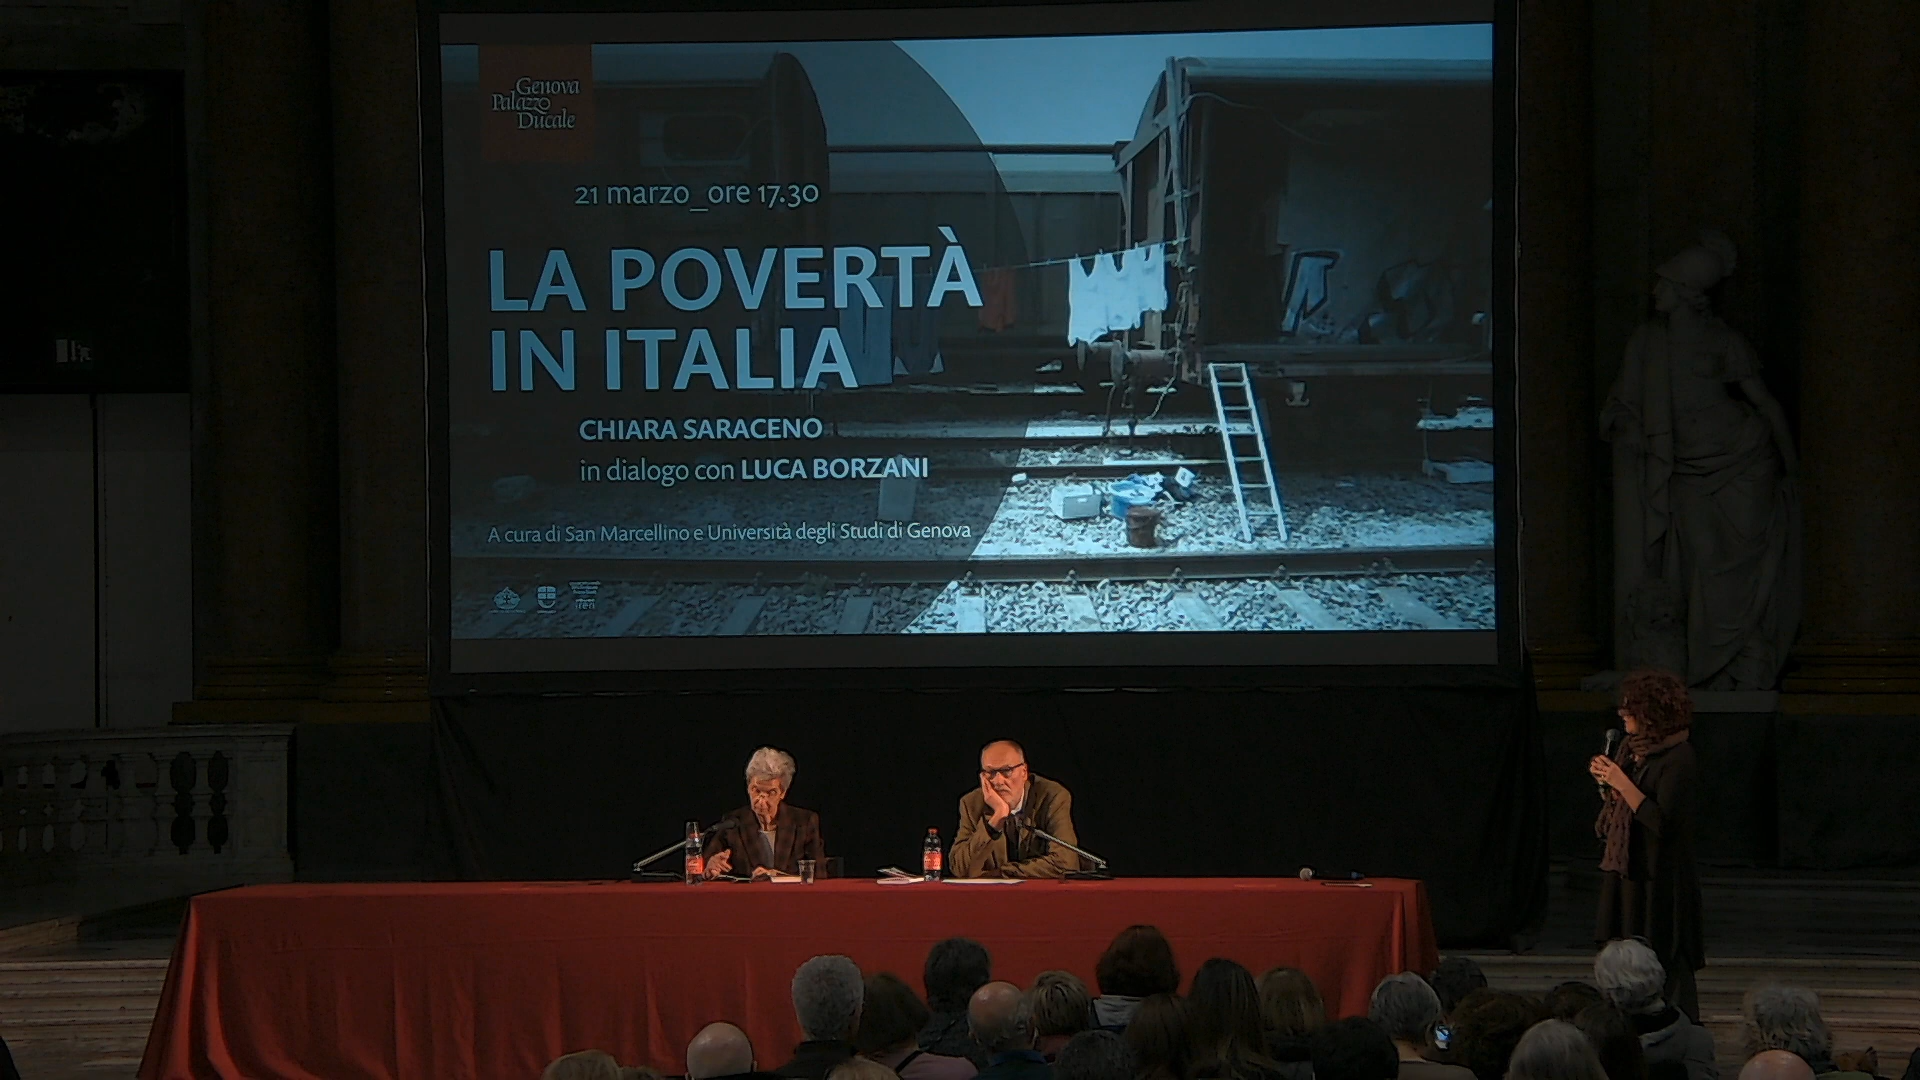 Genova
Palazzo
Ducale
21 marzo_ore 17.30
LA POVERTÀ
IN ITALIA
CHIARA SARACENO
in dialogo con LUCA BORZANI
A cura di San Marcellino e Università degli Studi di Genova
iren